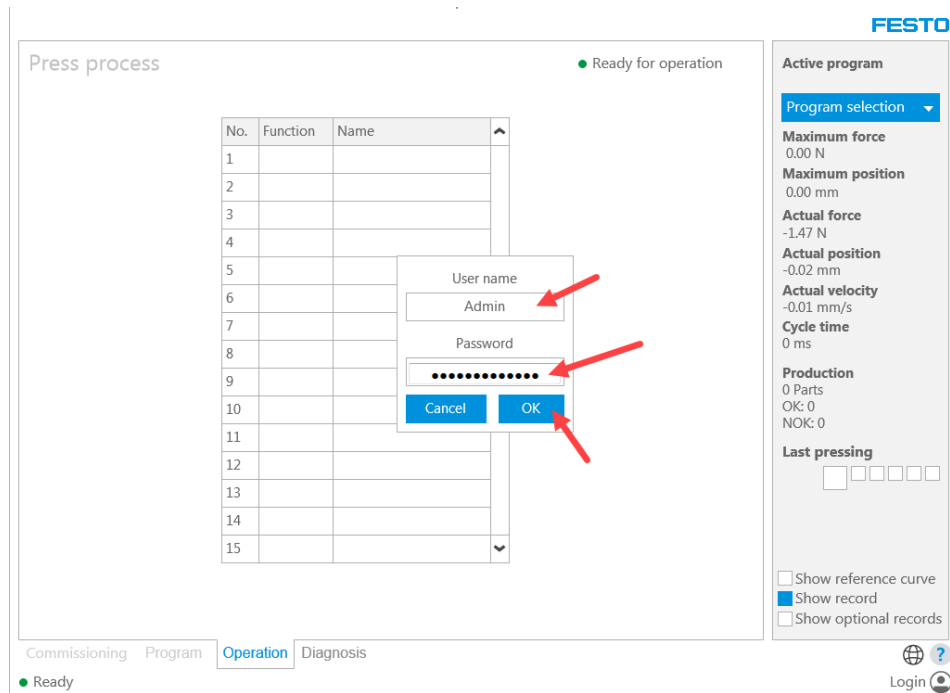 FESTO
Press process
Ready for operation
No. Function Name
1
2
3
4
5
6
7
8
9
10
11
12
13
14
15
User name
Admin
Password
•••••••••••••
Cancel OK
Active program
Program selection
Maximum force
0.00 N
Maximum position
0.00 mm
Actual force
-1.47 N
Actual position
-0.02 mm
Actual velocity
-0.01 mm/s
Cycle time
0 ms
Production
0 Parts
OK: 0
NOK: 0
Last pressing
Show reference curve
Show record
Show optional records
Commissioning Program Operation Diagnosis
?
Ready
Login